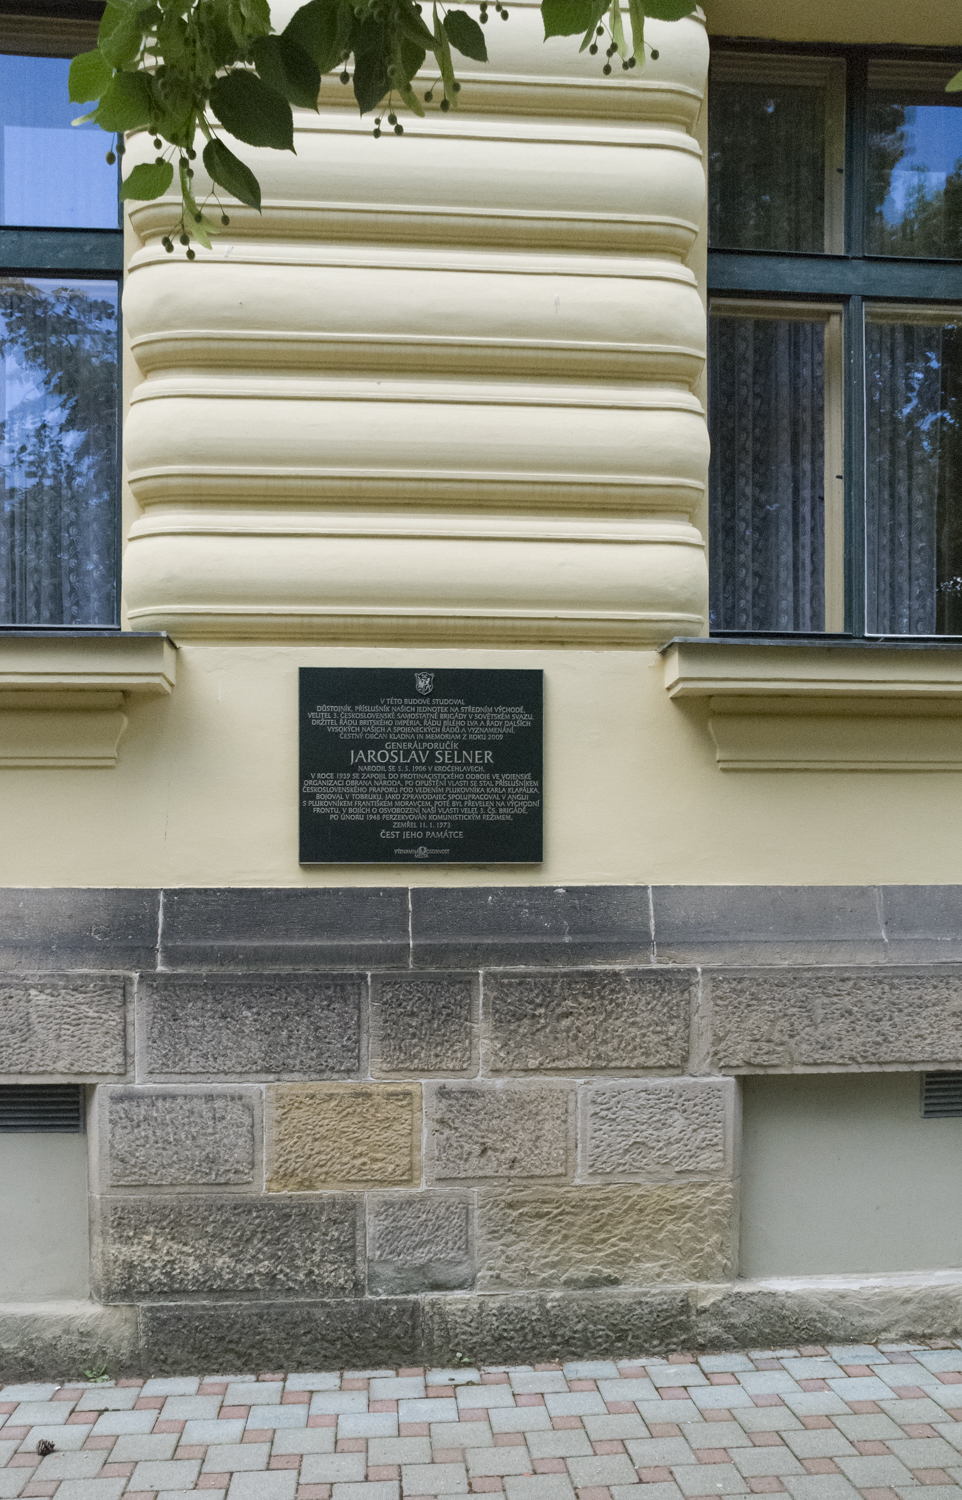 V TÉTO BUDOVĚ STUDOVAL
DŮSTOJNÍK, PŘÍSLUŠNÍK NAŠICH JEDNOTEK NA STŘEDNÍM VÝCHODĚ,
VELITEL 3. ČESKOSLOVENSKÉ SAMOSTATNÉ BRIGÁDY V SOVĚTSKÉM SVAZU,
DRŽITEL ŘÁDU BRITSKÉHO IMPÉRIA, ŘÁDU BÍLÉHO LVA A ŘADY DALŠÍCH
VYSOKÝCH NAŠICH A SPOJENECKÝCH ŘÁDŮ A VYZNAMENÁNÍ,
ČESTNÝ OBČAN KLADNA IN MEMORIAM Z ROKU 2009
GENERÁLPORUČÍK
JAROSLAV SELNER
NARODIL SE 5. 5. 1906 V KROČEHLAVECH.
V ROCE 1939 SE ZAPOJIL DO PROTINACISTICKÉHO ODBOJE VE VOJENSKÉ
ORGANIZACI OBRANA NÁRODA, PO OPUŠTĚNÍ VLASTI SE STAL PŘÍSLUŠNÍKEM
ČESKOSLOVENSKÉHO PRAPORU POD VEDENÍM PLUKOVNÍKA KARLA KLAPÁLKA,
BOJOVAL V TOBRUKU. JAKO ZPRAVODAJEC SPOLUPRACOVAL V ANGLII
S PLUKOVNÍKEM FRANTIŠKEM MORAVCEM, POTÉ BYL PŘEVELEN NA VÝCHODNÍ
FRONTU, V BOJÍCH O OSVOBOZENÍ NAŠÍ VLASTI VELEL 3. ČS. BRIGÁDĚ.
PO ÚNORU 1948 PERZEKVOVÁN KOMUNISTICKÝM REŽIMEM.
ZEMŘEL 11. 1. 1973
ČEST JEHO PAMÁTCE
VÝZNAMNÁ OSOBNOST
MĚSTA